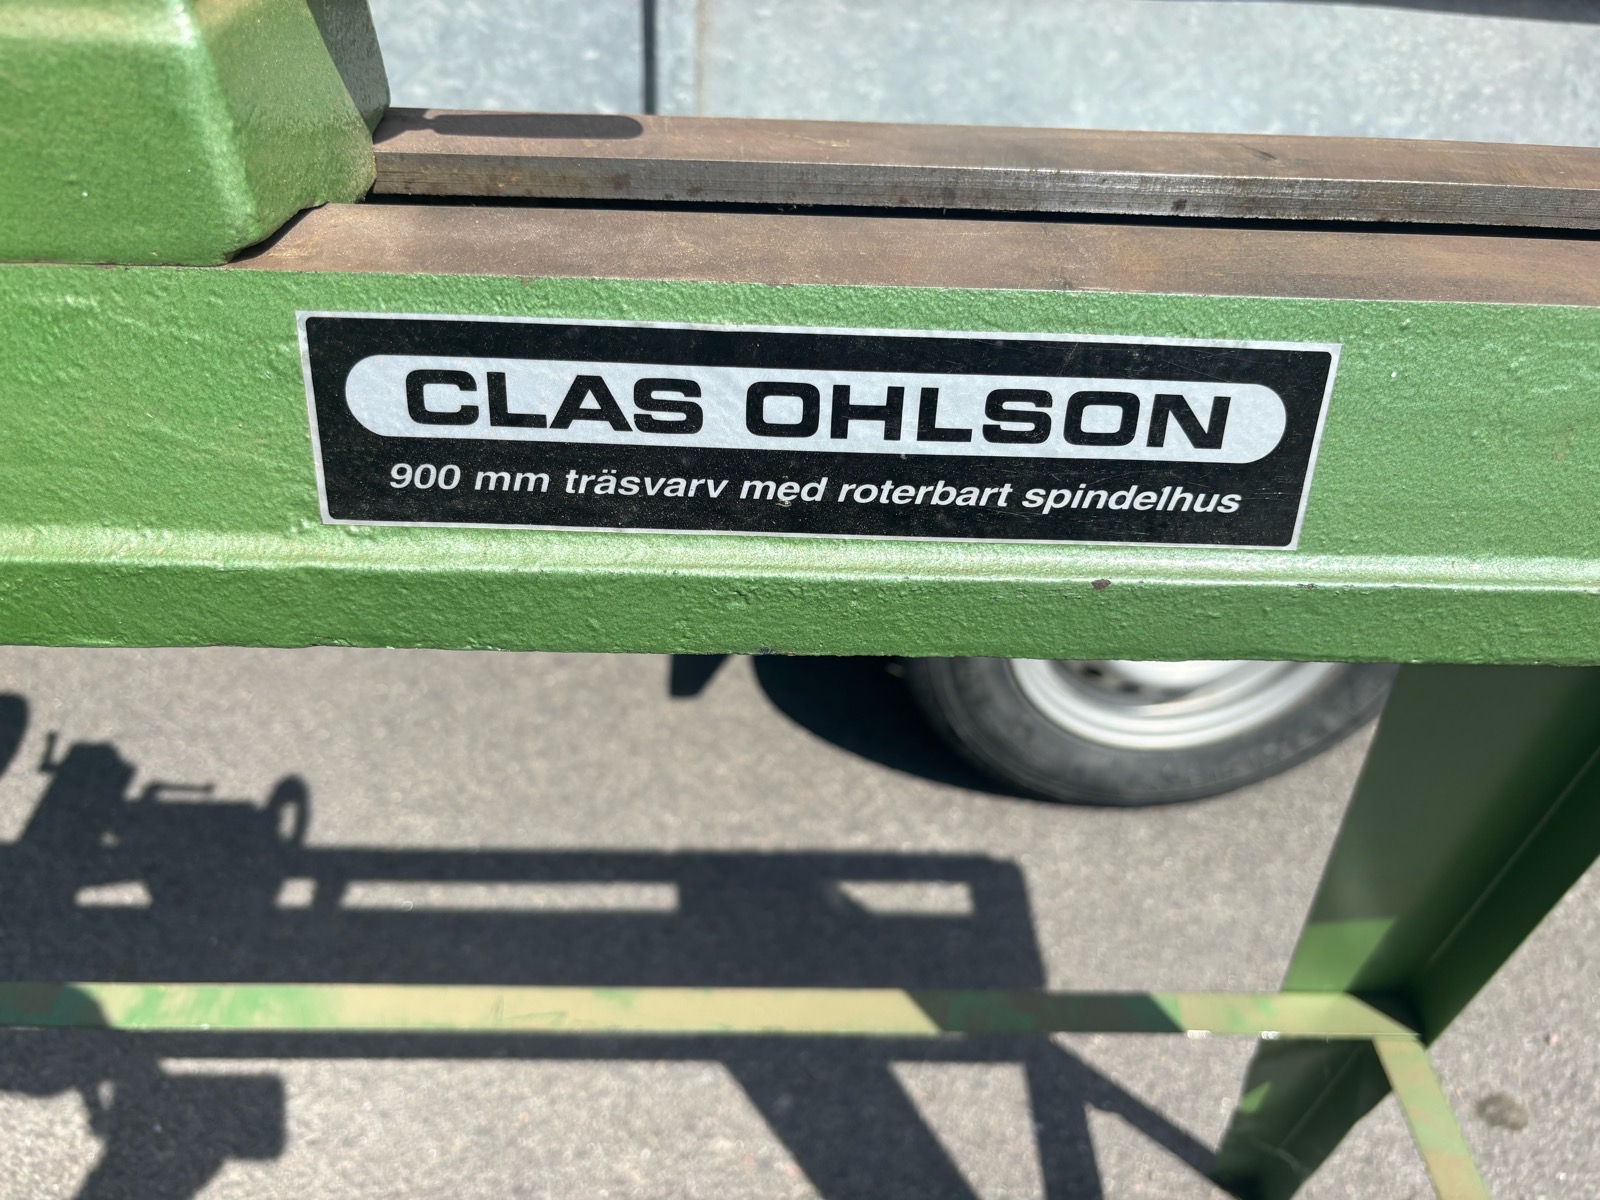 CLAS OHLSON
900 mm träsvarv med roterbart spindelhus